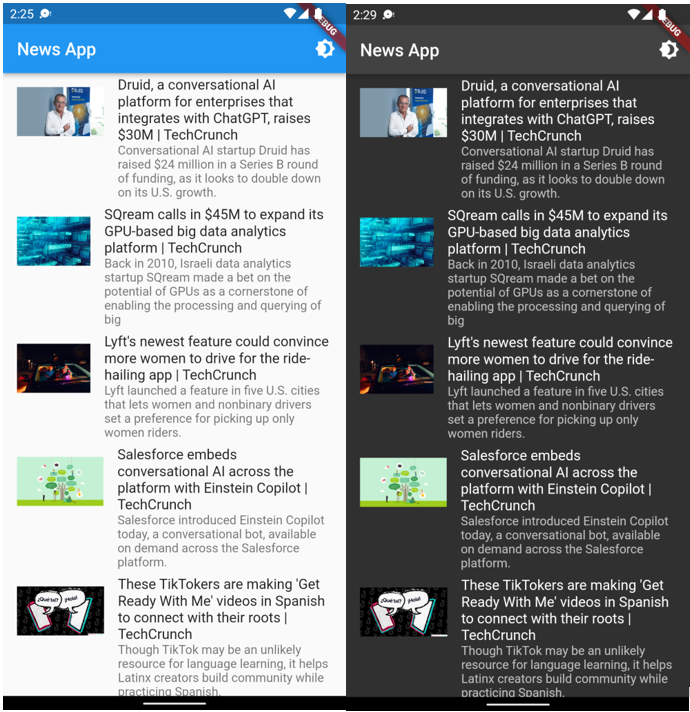 2:25
DEBUG
News App
Druid, a conversational AI
platform for enterprises that
integrates with ChatGPT, raises
$30M | TechCrunch
Conversational AI startup Druid has
raised $24 million in a Series B round
of funding, as it looks to double down
on its U.S. growth.
SQream calls in $45M to expand its
GPU-based big data analytics
platform | TechCrunch
Back in 2010, Israeli data analytics
startup SQream made a bet on the
potential of GPUs as a cornerstone of
enabling the processing and querying of
big
Lyft's newest feature could convince
more women to drive for the ride-
hailing app | TechCrunch
Lyft launched a feature in five U.S. cities
that lets women and nonbinary drivers
set a preference for picking up only
women riders.
Salesforce embeds
conversational AI across the
platform with Einstein Copilot |
TechCrunch
Salesforce introduced Einstein Copilot
today, a conversational bot, available
on demand across the Salesforce
platform.
¿Qué tal? ¡Hola!
These TikTokers are making 'Get
Ready With Me' videos in Spanish
to connect with their roots |
TechCrunch
Though TikTok may be an unlikely
resource for language learning, it helps
Latinx creators build community while
practicing Spanish.
2:29
DEBUG
News App
Druid, a conversational AI
platform for enterprises that
integrates with ChatGPT, raises
$30M | TechCrunch
Conversational AI startup Druid has
raised $24 million in a Series B round
of funding, as it looks to double down
on its U.S. growth.
SQream calls in $45M to expand its
GPU-based big data analytics
platform | TechCrunch
Back in 2010, Israeli data analytics
startup SQream made a bet on the
potential of GPUs as a cornerstone of
enabling the processing and querying of
big
Lyft's newest feature could convince
more women to drive for the ride-
hailing app | TechCrunch
Lyft launched a feature in five U.S. cities
that lets women and nonbinary drivers
set a preference for picking up only
women riders.
Salesforce embeds
conversational AI across the
platform with Einstein Copilot |
TechCrunch
Salesforce introduced Einstein Copilot
today, a conversational bot, available
on demand across the Salesforce
platform.
¿Qué tal? ¡Hola!
These TikTokers are making 'Get
Ready With Me' videos in Spanish
to connect with their roots |
TechCrunch
Though TikTok may be an unlikely
resource for language learning, it helps
Latinx creators build community while
practicing Spanish.